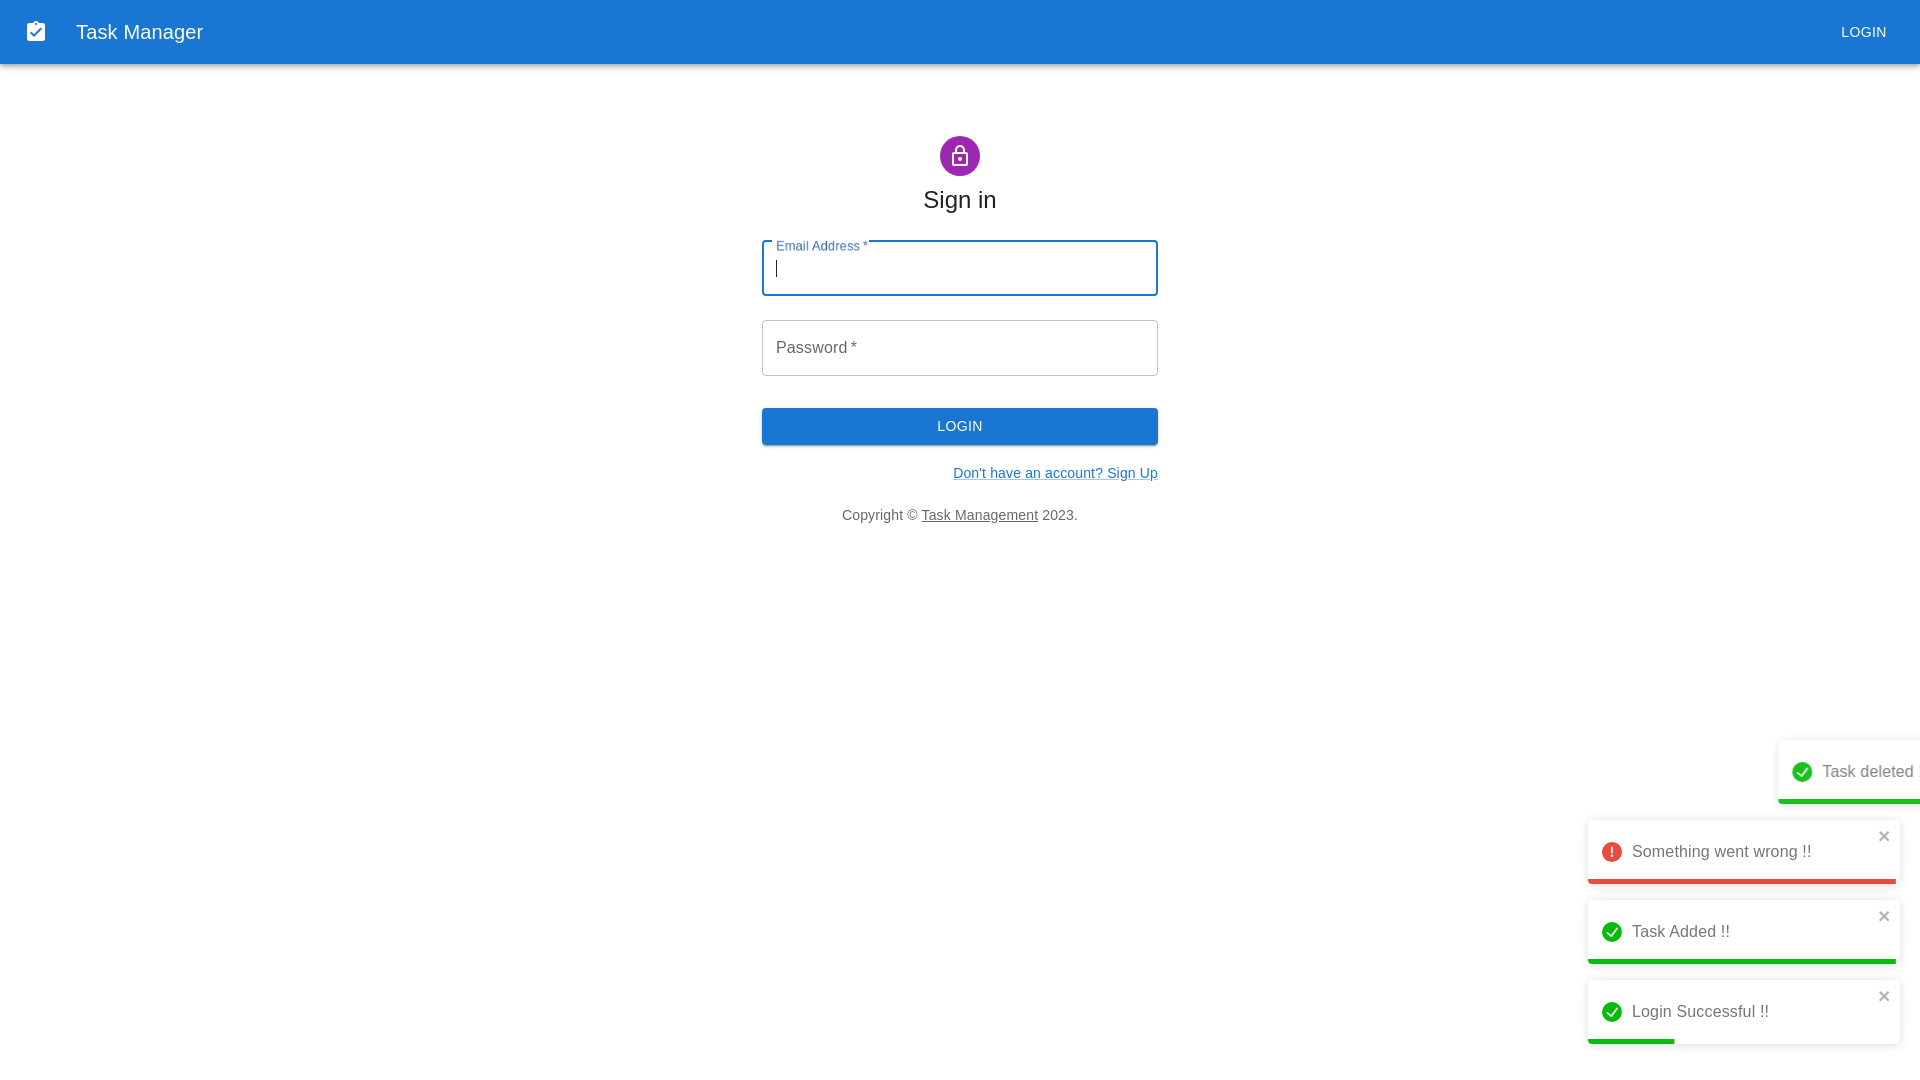 Task Manager
LOGIN
Sign in
Email Address *
Password *
LOGIN
Don't have an account? Sign Up
Copyright © Task Management 2023.
Task deleted !
Something went wrong !!
Task Added !!
Login Successful !!